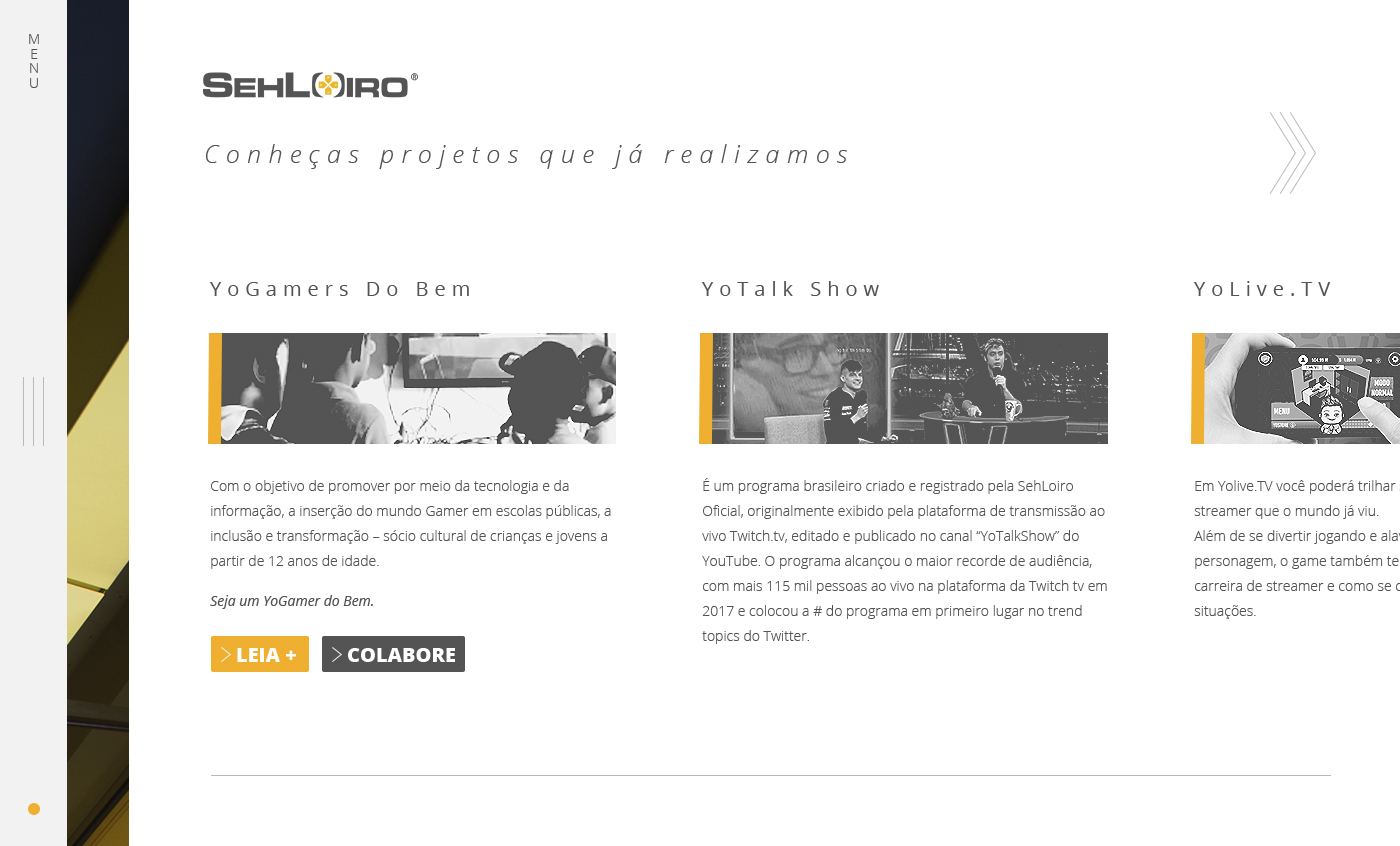 MENU
SEHLOIRO®
Conheças projetos que já realizamos
YoGamers Do Bem
Com o objetivo de promover por meio da tecnologia e da
informação, a inserção do mundo Gamer em escolas públicas, a
inclusão e transformação – sócio cultural de crianças e jovens a
partir de 12 anos de idade.
Seja um YoGamer do Bem.
LEIA +
COLABORE
YoTalk Show
É um programa brasileiro criado e registrado pela SehLoiro
Oficial, originalmente exibido pela plataforma de transmissão ao
vivo Twitch.tv, editado e publicado no canal “YoTalkShow” do
YouTube. O programa alcançou o maior recorde de audiência,
com mais 115 mil pessoas ao vivo na plataforma da Twitch tv em
2017 e colocou a # do programa em primeiro lugar no trend
topics do Twitter.
YoLive.TV
MODO
NORMAL
MENU
Em Yolive.TV você poderá trilhar
streamer que o mundo já viu.
Além de se divertir jogando e
personagem, o game também
carreira de streamer e como se
situações.